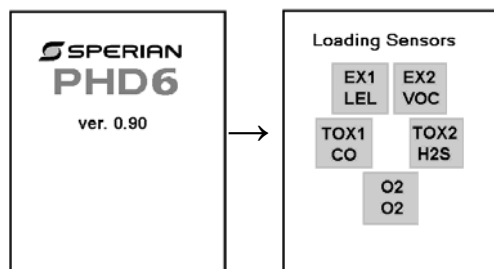 SPERIAN
PHD6
ver. 0.90
Loading Sensors
EX1 EX2
LEL VOC
TOX1 TOX2
CO H2S
O2
O2